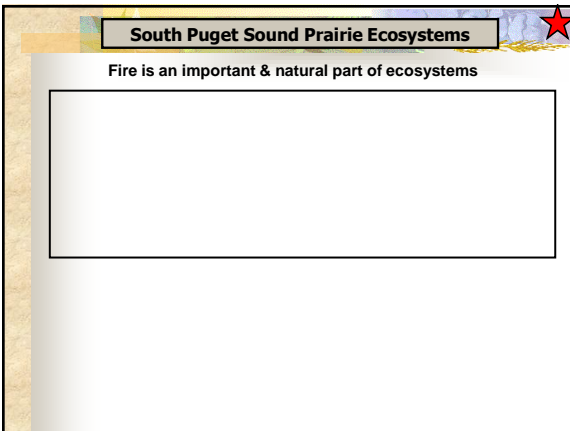 South Puget Sound Prairie Ecosystems
Fire is an important & natural part of ecosystems